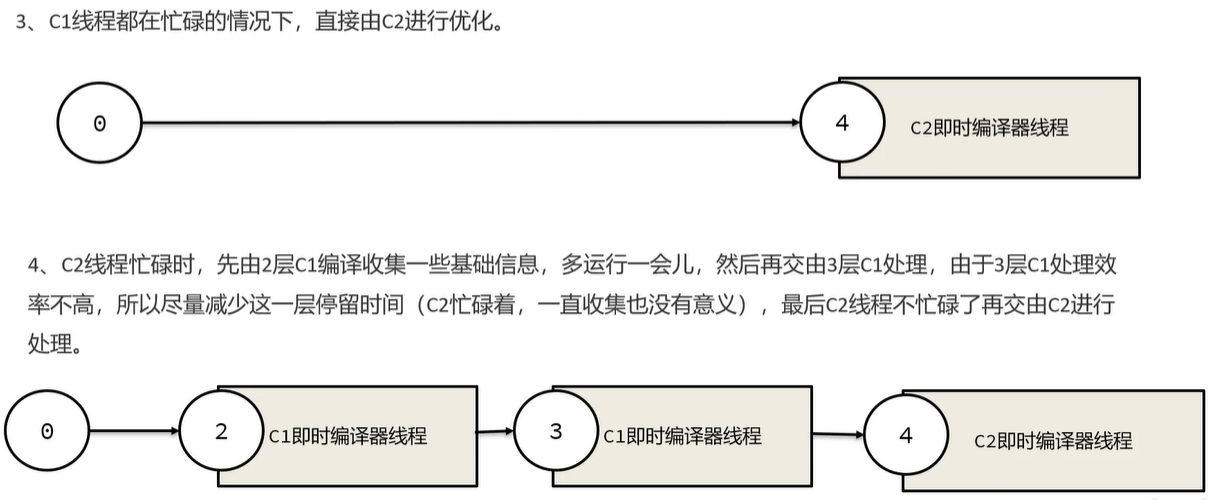 3、C1线程都在忙碌的情况下，直接由C2进行优化。
0
4
C2即时编译器线程
4、C2线程忙碌时，先由2层C1编译收集一些基础信息，多运行一会儿，然后再交由3层C1处理，由于3层C1处理效
率不高，所以尽量减少这一层停留时间（C2忙碌着，一直收集也没有意义），最后C2线程不忙碌了再交由C2进行
处理。
0
2
C1即时编译器线程
3
C1即时编译器线程
4
C2即时编译器线程